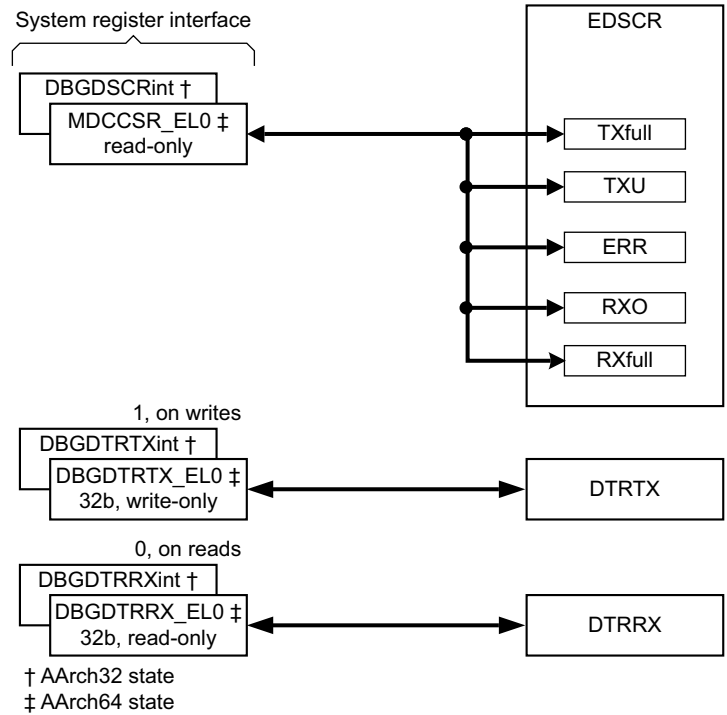 System register interface
EDSCR
DBGDSCRint †
MDCCSR_EL0 ‡
read-only
TXfull
TXU
ERR
RXO
RXfull
1, on writes
DBGDTRTXint †
DBGDTRTX_EL0 ‡
32b, write-only
DTRTX
0, on reads
DBGDTRRXint †
DBGDTRRX_EL0 ‡
32b, read-only
DTRRX
† AArch32 state
‡ AArch64 state